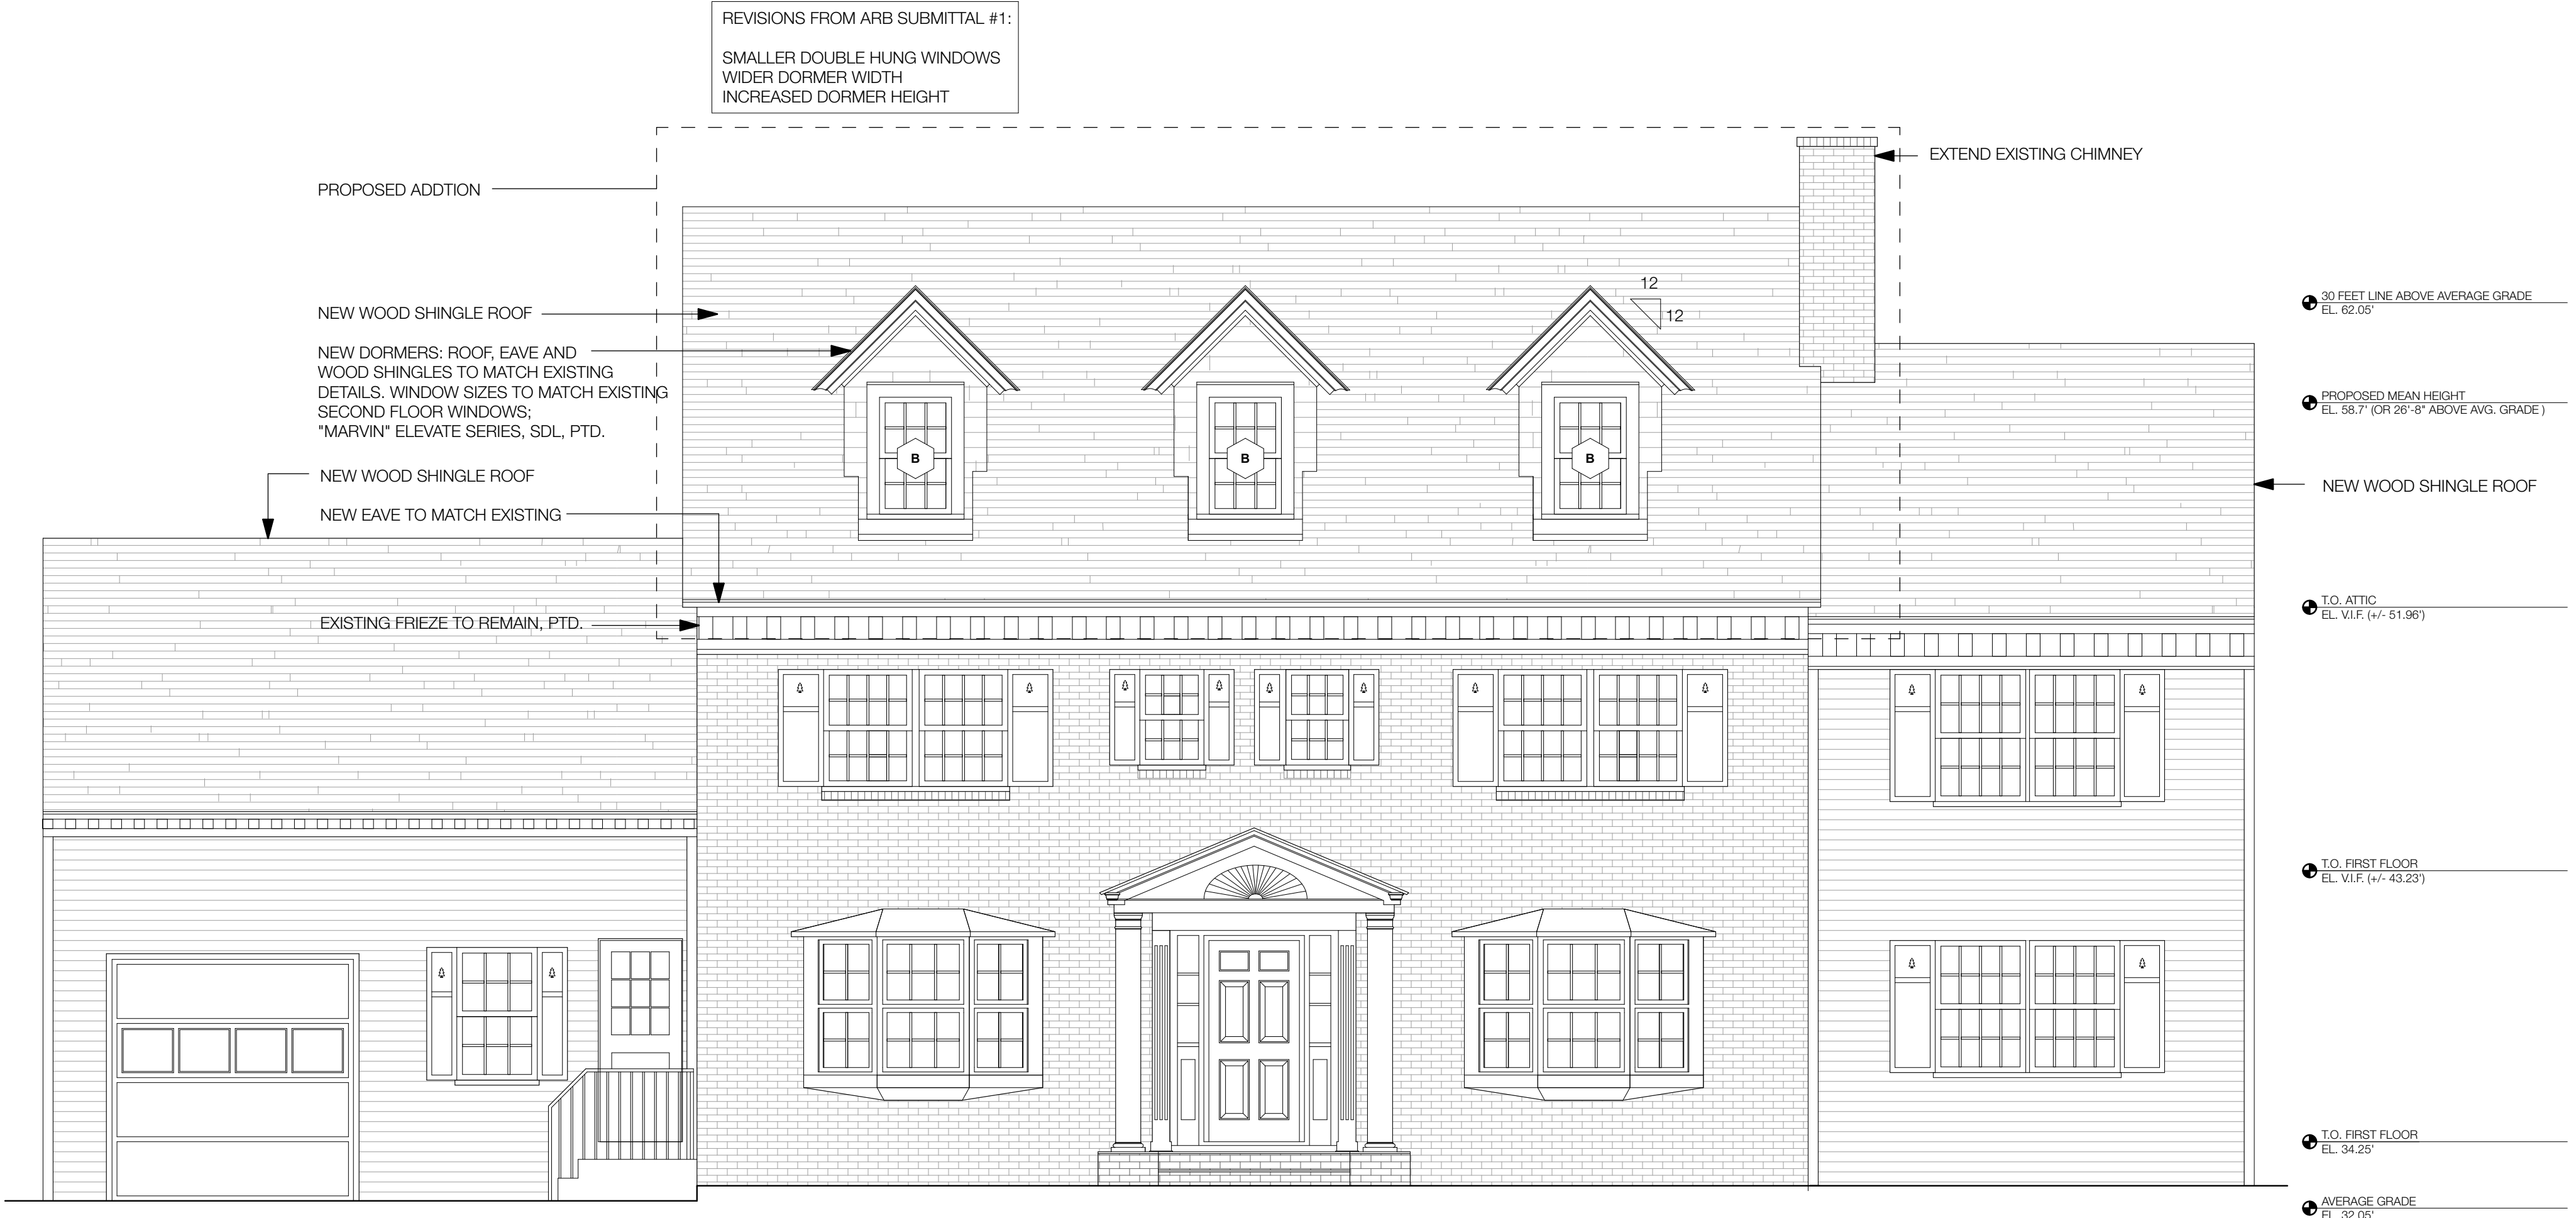 REVISIONS FROM ARB SUBMITTAL #1:
SMALLER DOUBLE HUNG WINDOWS
WIDER DORMER WIDTH
INCREASED DORMER HEIGHT
EXTEND EXISTING CHIMNEY
PROPOSED ADDTION
12
12
30 FEET LINE ABOVE AVERAGE GRADE
EL. 62.05'
NEW WOOD SHINGLE ROOF
NEW DORMERS: ROOF, EAVE AND
WOOD SHINGLES TO MATCH EXISTING
DETAILS. WINDOW SIZES TO MATCH EXISTING
SECOND FLOOR WINDOWS;
"MARVIN" ELEVATE SERIES, SDL, PTD.
PROPOSED MEAN HEIGHT
EL. 58.7' (OR 26'-8" ABOVE AVG. GRADE )
B
B
B
NEW WOOD SHINGLE ROOF
NEW WOOD SHINGLE ROOF
NEW EAVE TO MATCH EXISTING
T.O. ATTIC
EL. V.I.F. (+/- 51.96')
EXISTING FRIEZE TO REMAIN, PTD.
T.O. FIRST FLOOR
EL. V.I.F. (+/- 43.23')
T.O. FIRST FLOOR
EL. 34.25'
AVERAGE GRADE
EL. 32.05'